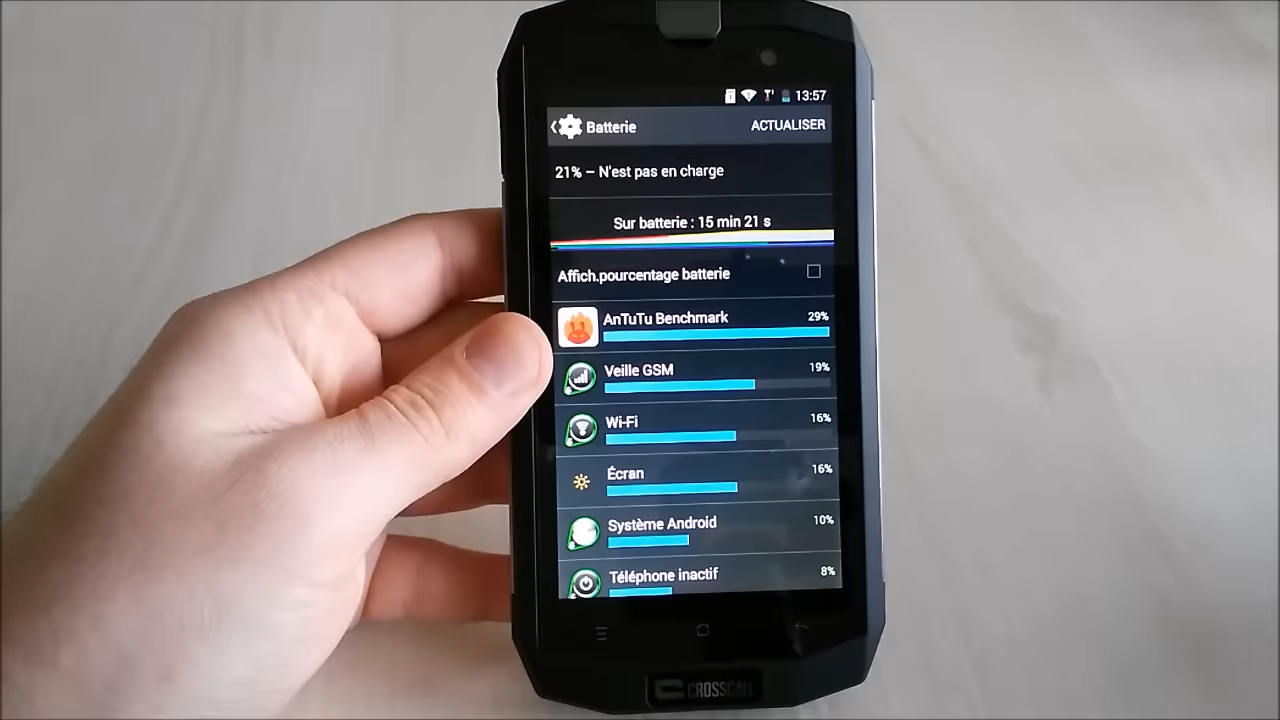 13:57
Batterie ACTUALISER
21% – N'est pas en charge
Sur batterie : 15 min 21 s
Affich.pourcentage batterie
AnTuTu Benchmark 29%
Veille GSM 19%
Wi-Fi 16%
Écran 16%
Système Android 10%
Téléphone inactif 8%
CROSSCALL